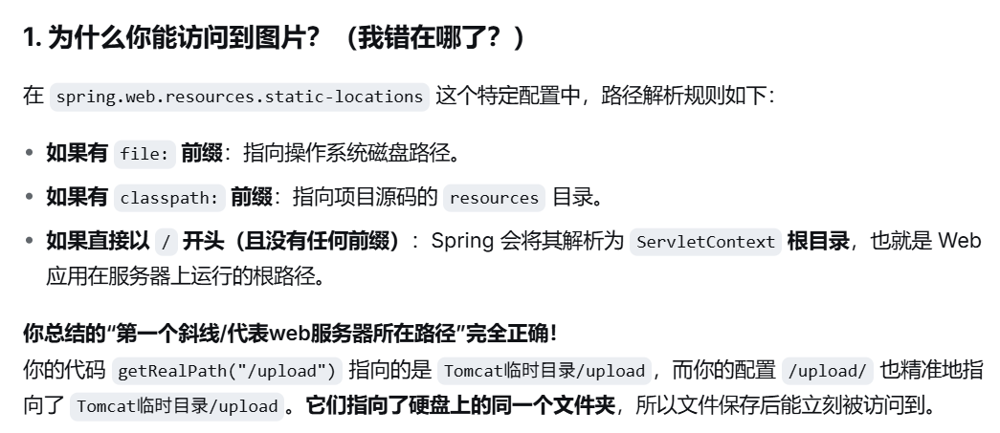 1. 为什么你能访问到图片？（我错在哪了？）
在 spring.web.resources.static-locations 这个特定配置中，路径解析规则如下：
• 如果有 file: 前缀：指向操作系统磁盘路径。
• 如果有 classpath: 前缀：指向项目源码的 resources 目录。
• 如果直接以 / 开头（且没有任何前缀）：Spring 会将其解析为 ServletContext 根目录，也就是 Web
应用在服务器上运行的根路径。
你总结的“第一个斜线/代表web服务器所在路径”完全正确！
你的代码 getRealPath("/upload") 指向的是 Tomcat临时目录/upload，而你的配置 /upload/ 也精准地指
向了 Tomcat临时目录/upload。它们指向了硬盘上的同一个文件夹，所以文件保存后能立刻被访问到。